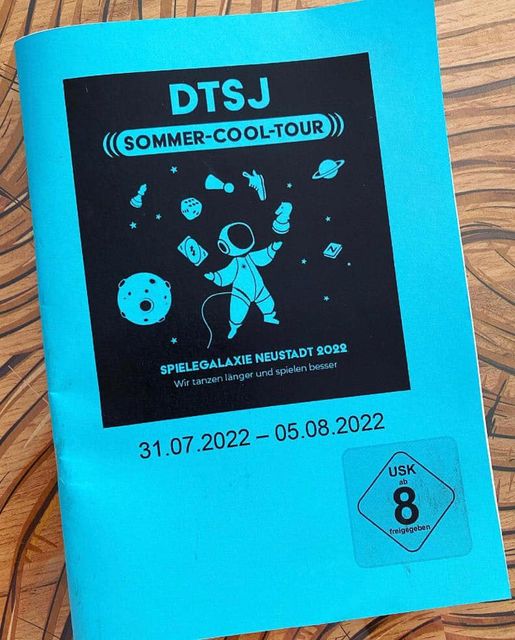 DTSJ
SOMMER-COOL-TOUR
SPIELEGALAXIE NEUSTADT 2022
Wir tanzen länger und spielen besser
31.07.2022 – 05.08.2022
USK
ab
8
freigegeben